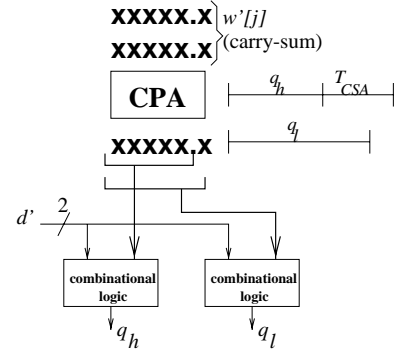 xxxxx.x w'[j]
(carry-sum)
xxxxx.x
CPA
q_h T_CSA
xxxxx.x
q_l
d' 2
combinational logic
combinational logic
q_h
q_l